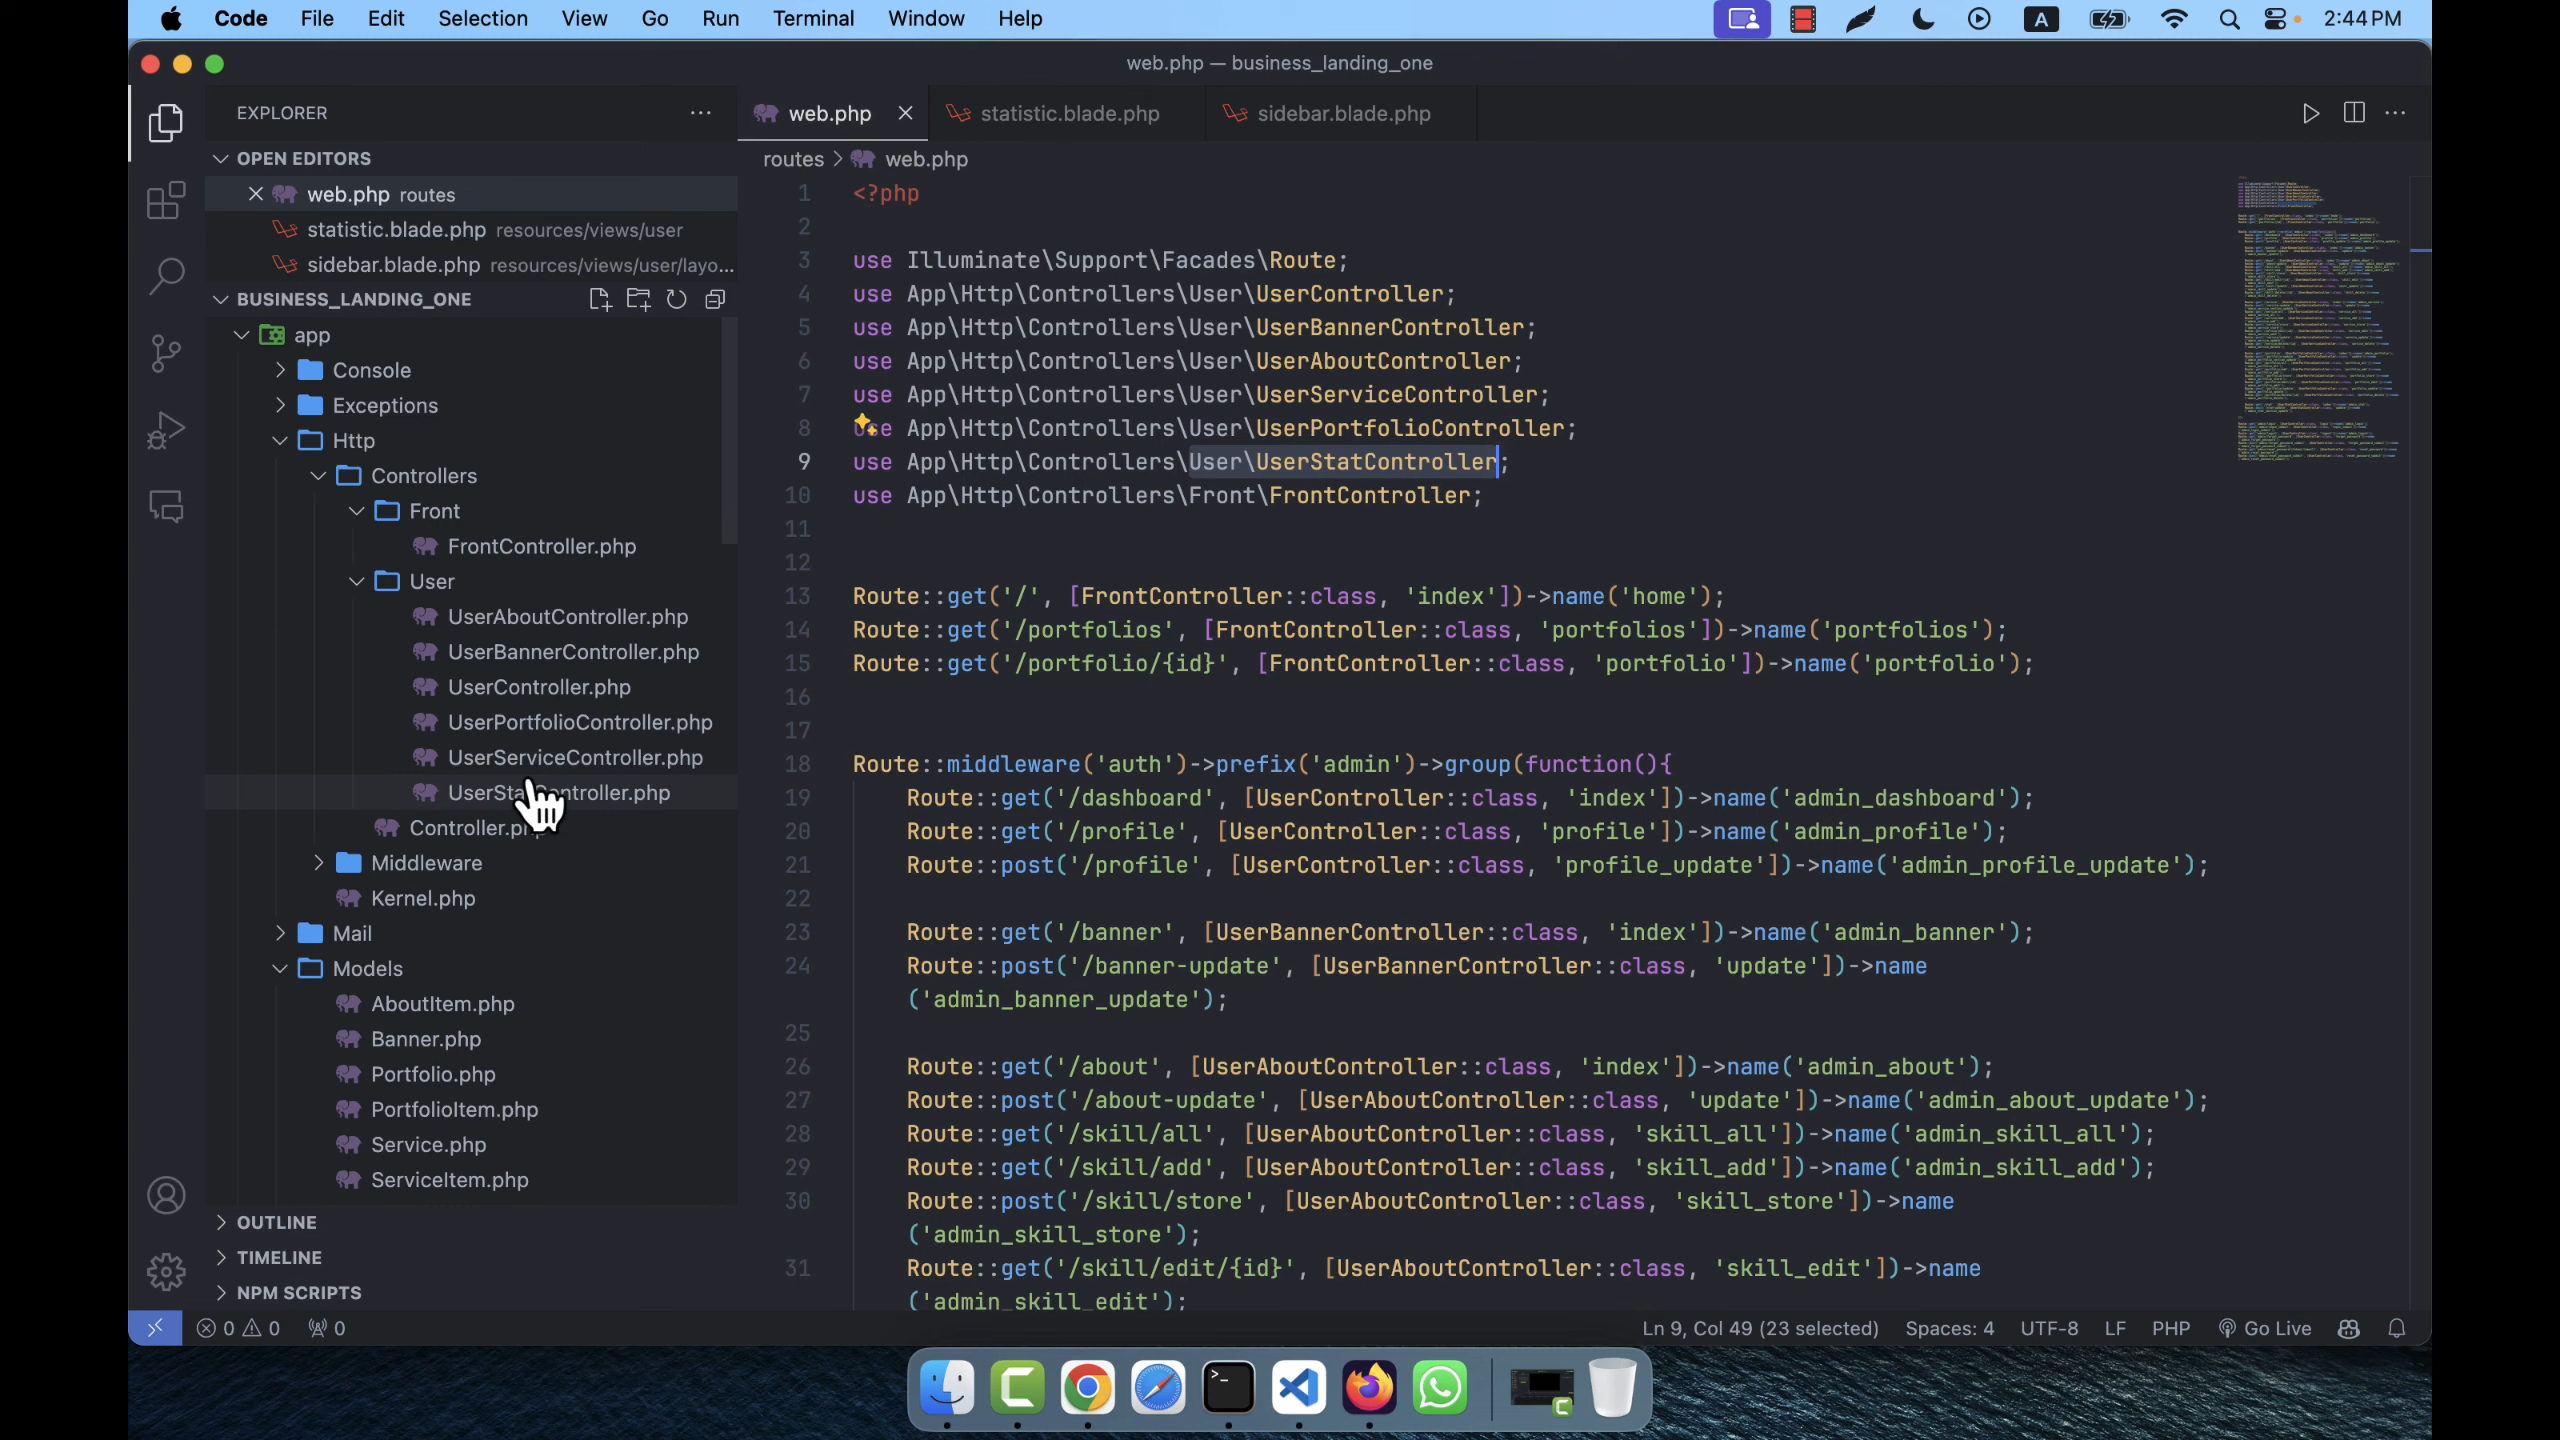 Code File Edit Selection View Go Run Terminal Window Help A 2:44 PM
web.php — business_landing_one
EXPLORER
web.php statistic.blade.php sidebar.blade.php
OPEN EDITORS
routes > web.php
web.php routes
statistic.blade.php resources/views/user
sidebar.blade.php resources/views/user/layo...
BUSINESS_LANDING_ONE
app
Console
Exceptions
Http
Controllers
Front
FrontController.php
User
UserAboutController.php
UserBannerController.php
UserController.php
UserPortfolioController.php
UserServiceController.php
Middleware
Kernel.php
Mail
Models
AboutItem.php
Banner.php
Portfolio.php
PortfolioItem.php
Service.php
ServiceItem.php
OUTLINE
TIMELINE
NPM SCRIPTS
1 <?php
2
3 use Illuminate\Support\Facades\Route;
4 use App\Http\Controllers\User\UserController;
5 use App\Http\Controllers\User\UserBannerController;
6 use App\Http\Controllers\User\UserAboutController;
7 use App\Http\Controllers\User\UserServiceController;
8 use App\Http\Controllers\User\UserPortfolioController;
9 use App\Http\Controllers\User\UserStatController;
10 use App\Http\Controllers\Front\FrontController;
11
12
13 Route::get('/', [FrontController::class, 'index'])->name('home');
14 Route::get('/portfolios', [FrontController::class, 'portfolios'])->name('portfolios');
15 Route::get('/portfolio/{id}', [FrontController::class, 'portfolio'])->name('portfolio');
16
17
18 Route::middleware('auth')->prefix('admin')->group(function(){
19 Route::get('/dashboard', [UserController::class, 'index'])->name('admin_dashboard');
20 Route::get('/profile', [UserController::class, 'profile'])->name('admin_profile');
21 Route::post('/profile', [UserController::class, 'profile_update'])->name('admin_profile_update');
22
23 Route::get('/banner', [UserBannerController::class, 'index'])->name('admin_banner');
24 Route::post('/banner-update', [UserBannerController::class, 'update'])->name
('admin_banner_update');
25
26 Route::get('/about', [UserAboutController::class, 'index'])->name('admin_about');
27 Route::post('/about-update', [UserAboutController::class, 'update'])->name('admin_about_update');
28 Route::get('/skill/all', [UserAboutController::class, 'skill_all'])->name('admin_skill_all');
29 Route::get('/skill/add', [UserAboutController::class, 'skill_add'])->name('admin_skill_add');
30 Route::post('/skill/store', [UserAboutController::class, 'skill_store'])->name
('admin_skill_store');
31 Route::get('/skill/edit/{id}', [UserAboutController::class, 'skill_edit'])->name
('admin_skill_edit');
0 0 0 Ln 9, Col 49 (23 selected) Spaces: 4 UTF-8 LF PHP Go Live